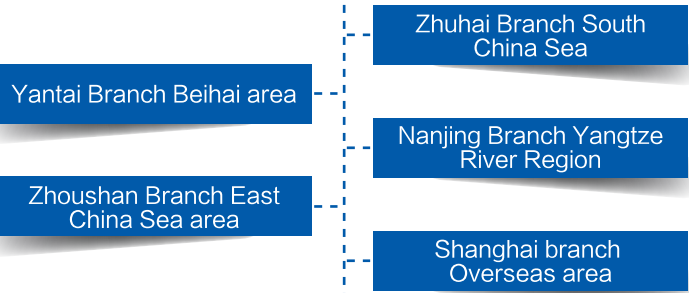 Zhuhai Branch South
China Sea
Yantai Branch Beihai area
Nanjing Branch Yangtze
River Region
Zhoushan Branch East
China Sea area
Shanghai branch
Overseas area